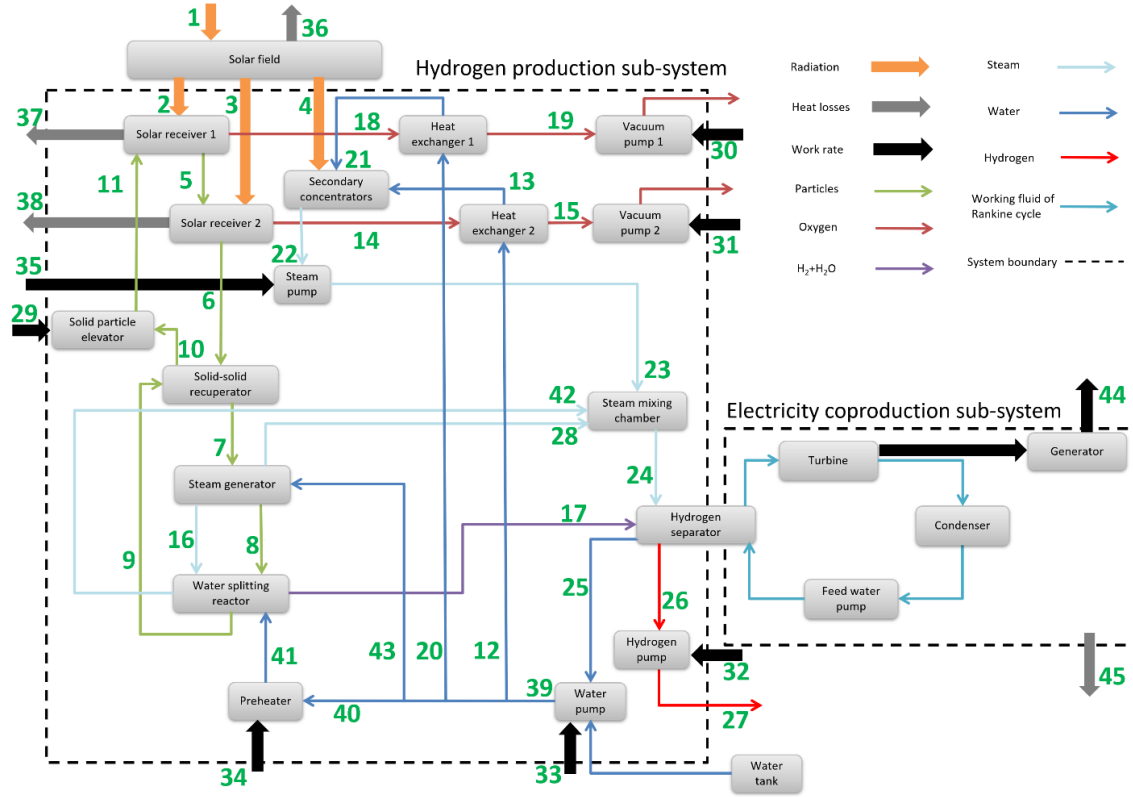 1
36
Solar field
Hydrogen production sub-system
2
3
4
37
Solar receiver 1
18
Heat
exchanger 1
19
Vacuum
pump 1
30
11
5
21
Secondary
concentrators
13
38
Solar receiver 2
14
Heat
exchanger 2
15
Vacuum
pump 2
31
22
35
Steam
pump
6
29
Solid particle
elevator
10
Solid-solid
recuperator
23
42
28
Steam mixing
chamber
7
24
Steam generator
16
8
9
17
Hydrogen
separator
Water splitting
reactor
25
26
41
43
20
12
Hydrogen
pump
32
Preheater
40
39
Water
pump
27
34
33
Water
tank
Radiation
Heat losses
Work rate
Particles
Oxygen
H2+H2O
Steam
Water
Hydrogen
Working fluid of
Rankine cycle
System boundary
Electricity coproduction sub-system
44
Turbine
Generator
Condenser
Feed water
pump
45